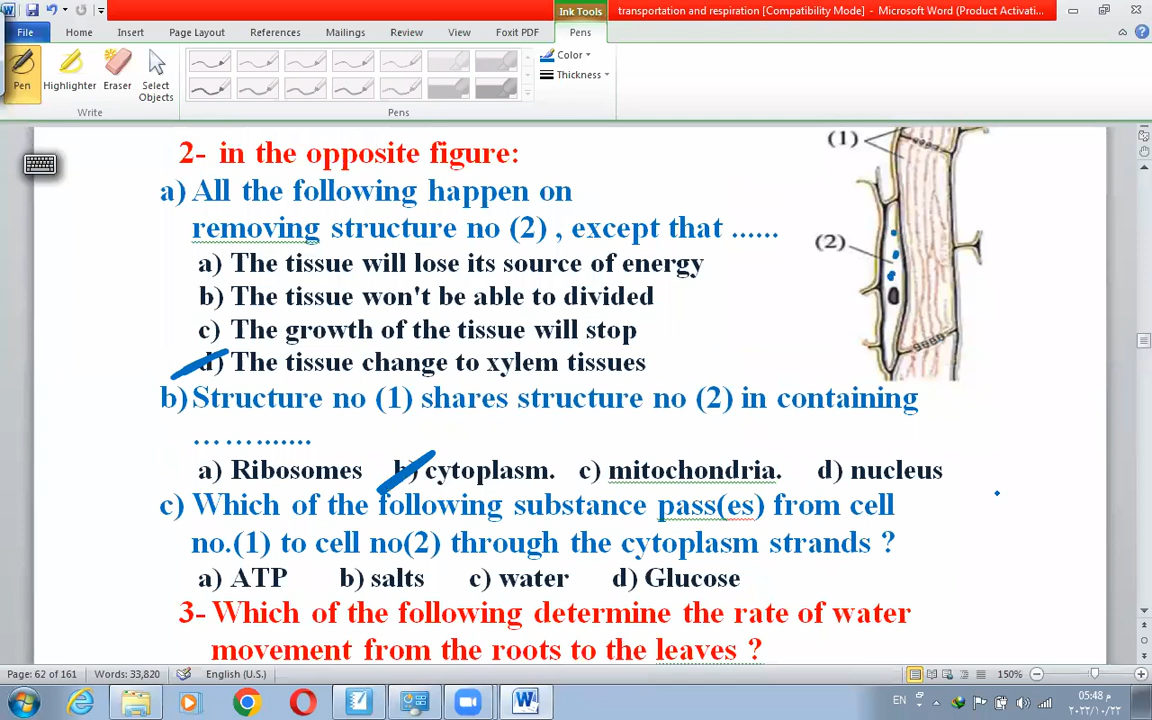 Ink Tools
transportation and respiration [Compatibility Mode] - Microsoft Word (Product Activati...
File Home Insert Page Layout References Mailings Review View Foxit PDF Pens
Pen Highlighter Eraser Select Objects
Color
Thickness
Write Pens
2- in the opposite figure:
(1)
a) All the following happen on
removing structure no (2) , except that ......
(2)
a) The tissue will lose its source of energy
b) The tissue won't be able to divided
c) The growth of the tissue will stop
d) The tissue change to xylem tissues
b) Structure no (1) shares structure no (2) in containing
…….......
a) Ribosomes b) cytoplasm. c) mitochondria. d) nucleus
c) Which of the following substance pass(es) from cell
no.(1) to cell no(2) through the cytoplasm strands ?
a) ATP b) salts c) water d) Glucose
3- Which of the following determine the rate of water
movement from the roots to the leaves ?
Page: 62 of 161 Words: 33,820 English (U.S.) 150%
EN 05:48 م
٢٠٢٢/١٠/٢٢